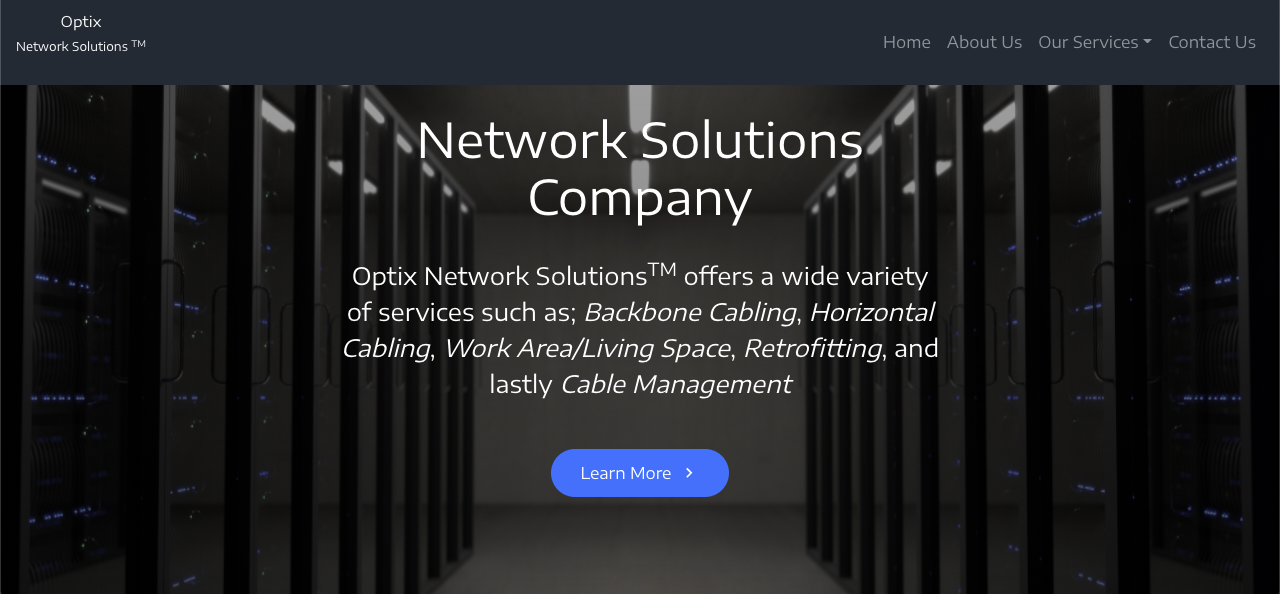 Optix
Network Solutions TM
Home About Us Our Services Contact Us
Network Solutions
Company
Optix Network SolutionsTM offers a wide variety
of services such as; Backbone Cabling, Horizontal
Cabling, Work Area/Living Space, Retrofitting, and
lastly Cable Management
Learn More